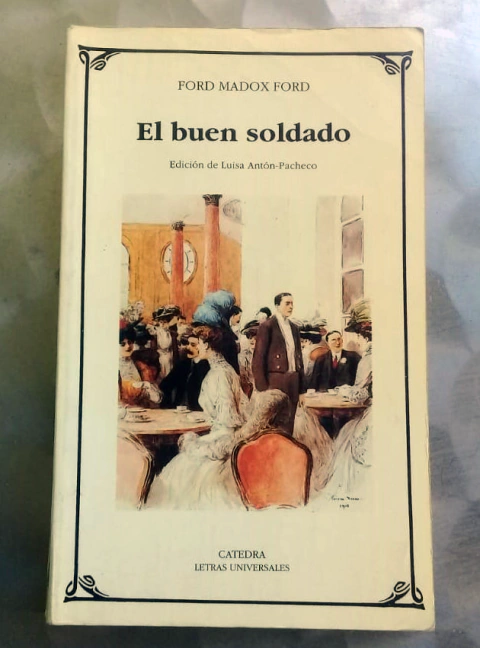 FORD MADOX FORD
El buen soldado
Edición de Luisa Antón-Pacheco
CATEDRA
LETRAS UNIVERSALES